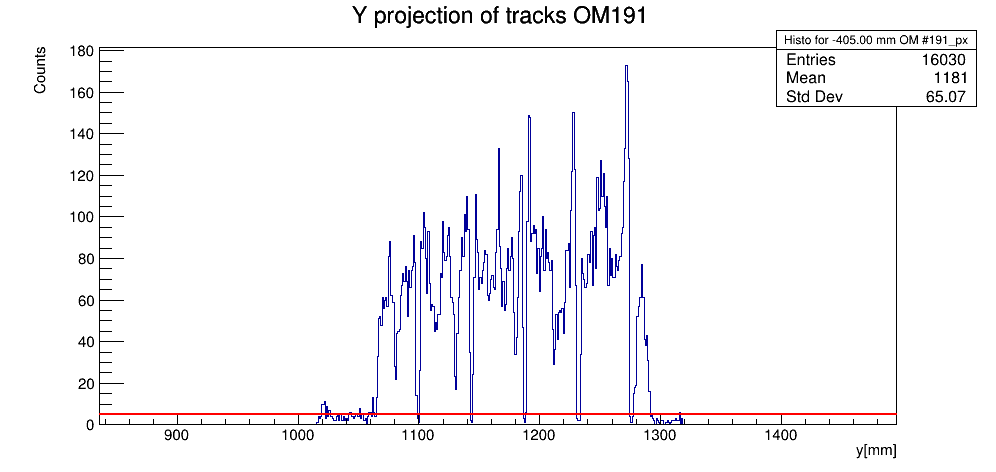 Y projection of tracks OM191
Histo for -405.00 mm OM #191_px
Entries 16030
Mean 1181
Std Dev 65.07
Counts
180
160
140
120
100
80
60
40
20
0
900 1000 1100 1200 1300 1400
y[mm]